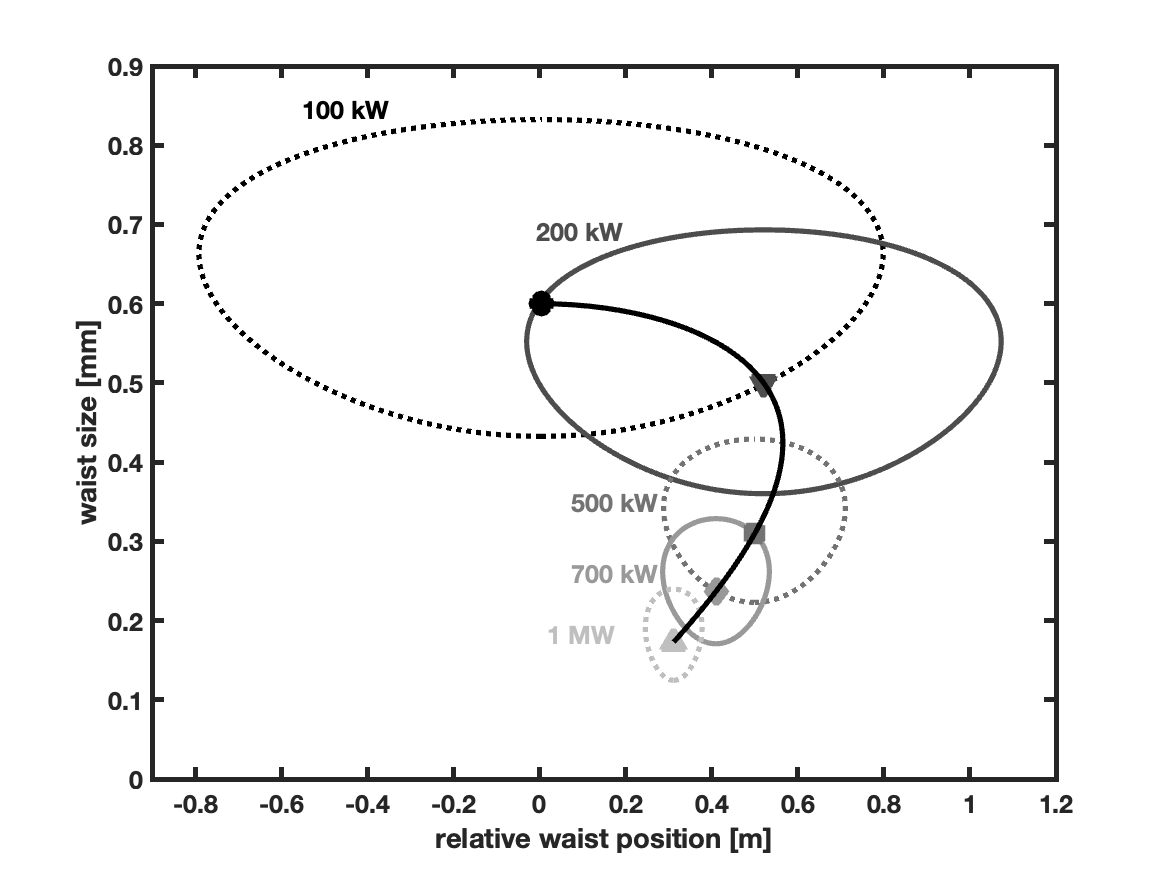 0.9
100 kW
0.8
0.7
200 kW
0.6
0.5
0.4
500 kW
0.3
700 kW
0.2
1 MW
0.1
0
waist size [mm]
-0.8 -0.6 -0.4 -0.2 0 0.2 0.4 0.6 0.8 1 1.2
relative waist position [m]